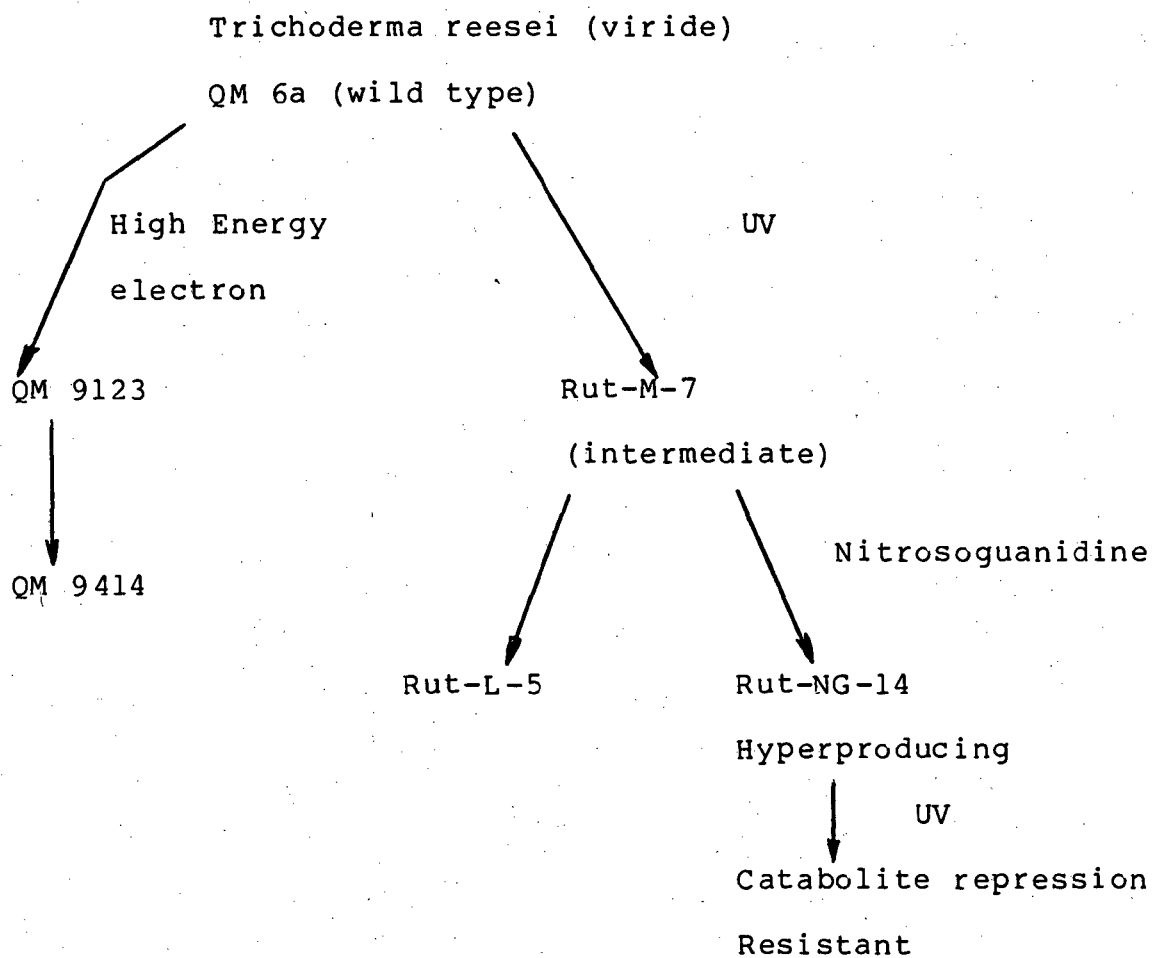 Trichoderma reesei (viride)
QM 6a (wild type)
High Energy
electron
UV
QM 9123
Rut-M-7
(intermediate)
Nitrosoguanidine
QM 9414
Rut-L-5
Rut-NG-14
Hyperproducing
UV
Catabolite repression
Resistant